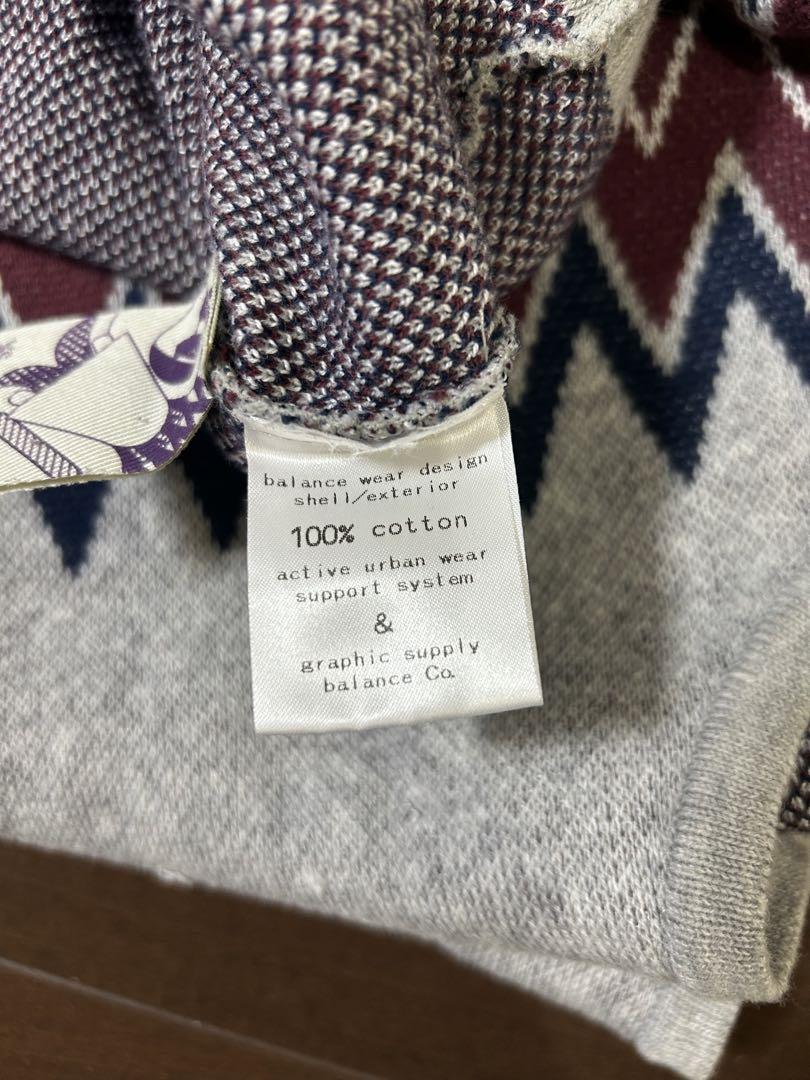 balance wear design
shell/exterior
100% cotton
active urban wear
support system
&
graphic supply
balance Co.